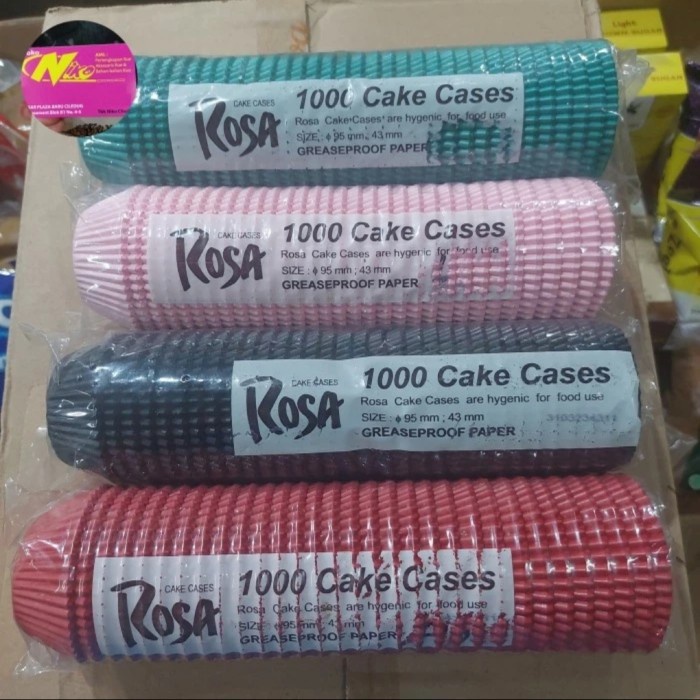 Niko
CAKE CASES
ROSA
1000 Cake Cases
Rosa Cake Cases are hygenic for food use
SIZE : ϕ 95 mm ; 43 mm
GREASEPROOF PAPER
CAKE CASES
ROSA
1000 Cake Cases
Rosa Cake Cases are hygenic for food use
SIZE : ϕ 95 mm ; 43 mm
GREASEPROOF PAPER
CAKE CASES
ROSA
1000 Cake Cases
Rosa Cake Cases are hygenic for food use
SIZE : ϕ 95 mm ; 43 mm
GREASEPROOF PAPER
CAKE CASES
ROSA
1000 Cake Cases
Rosa Cake Cases are hygenic for food use
SIZE : ϕ 95 mm ; 43 mm
GREASEPROOF PAPER
Light